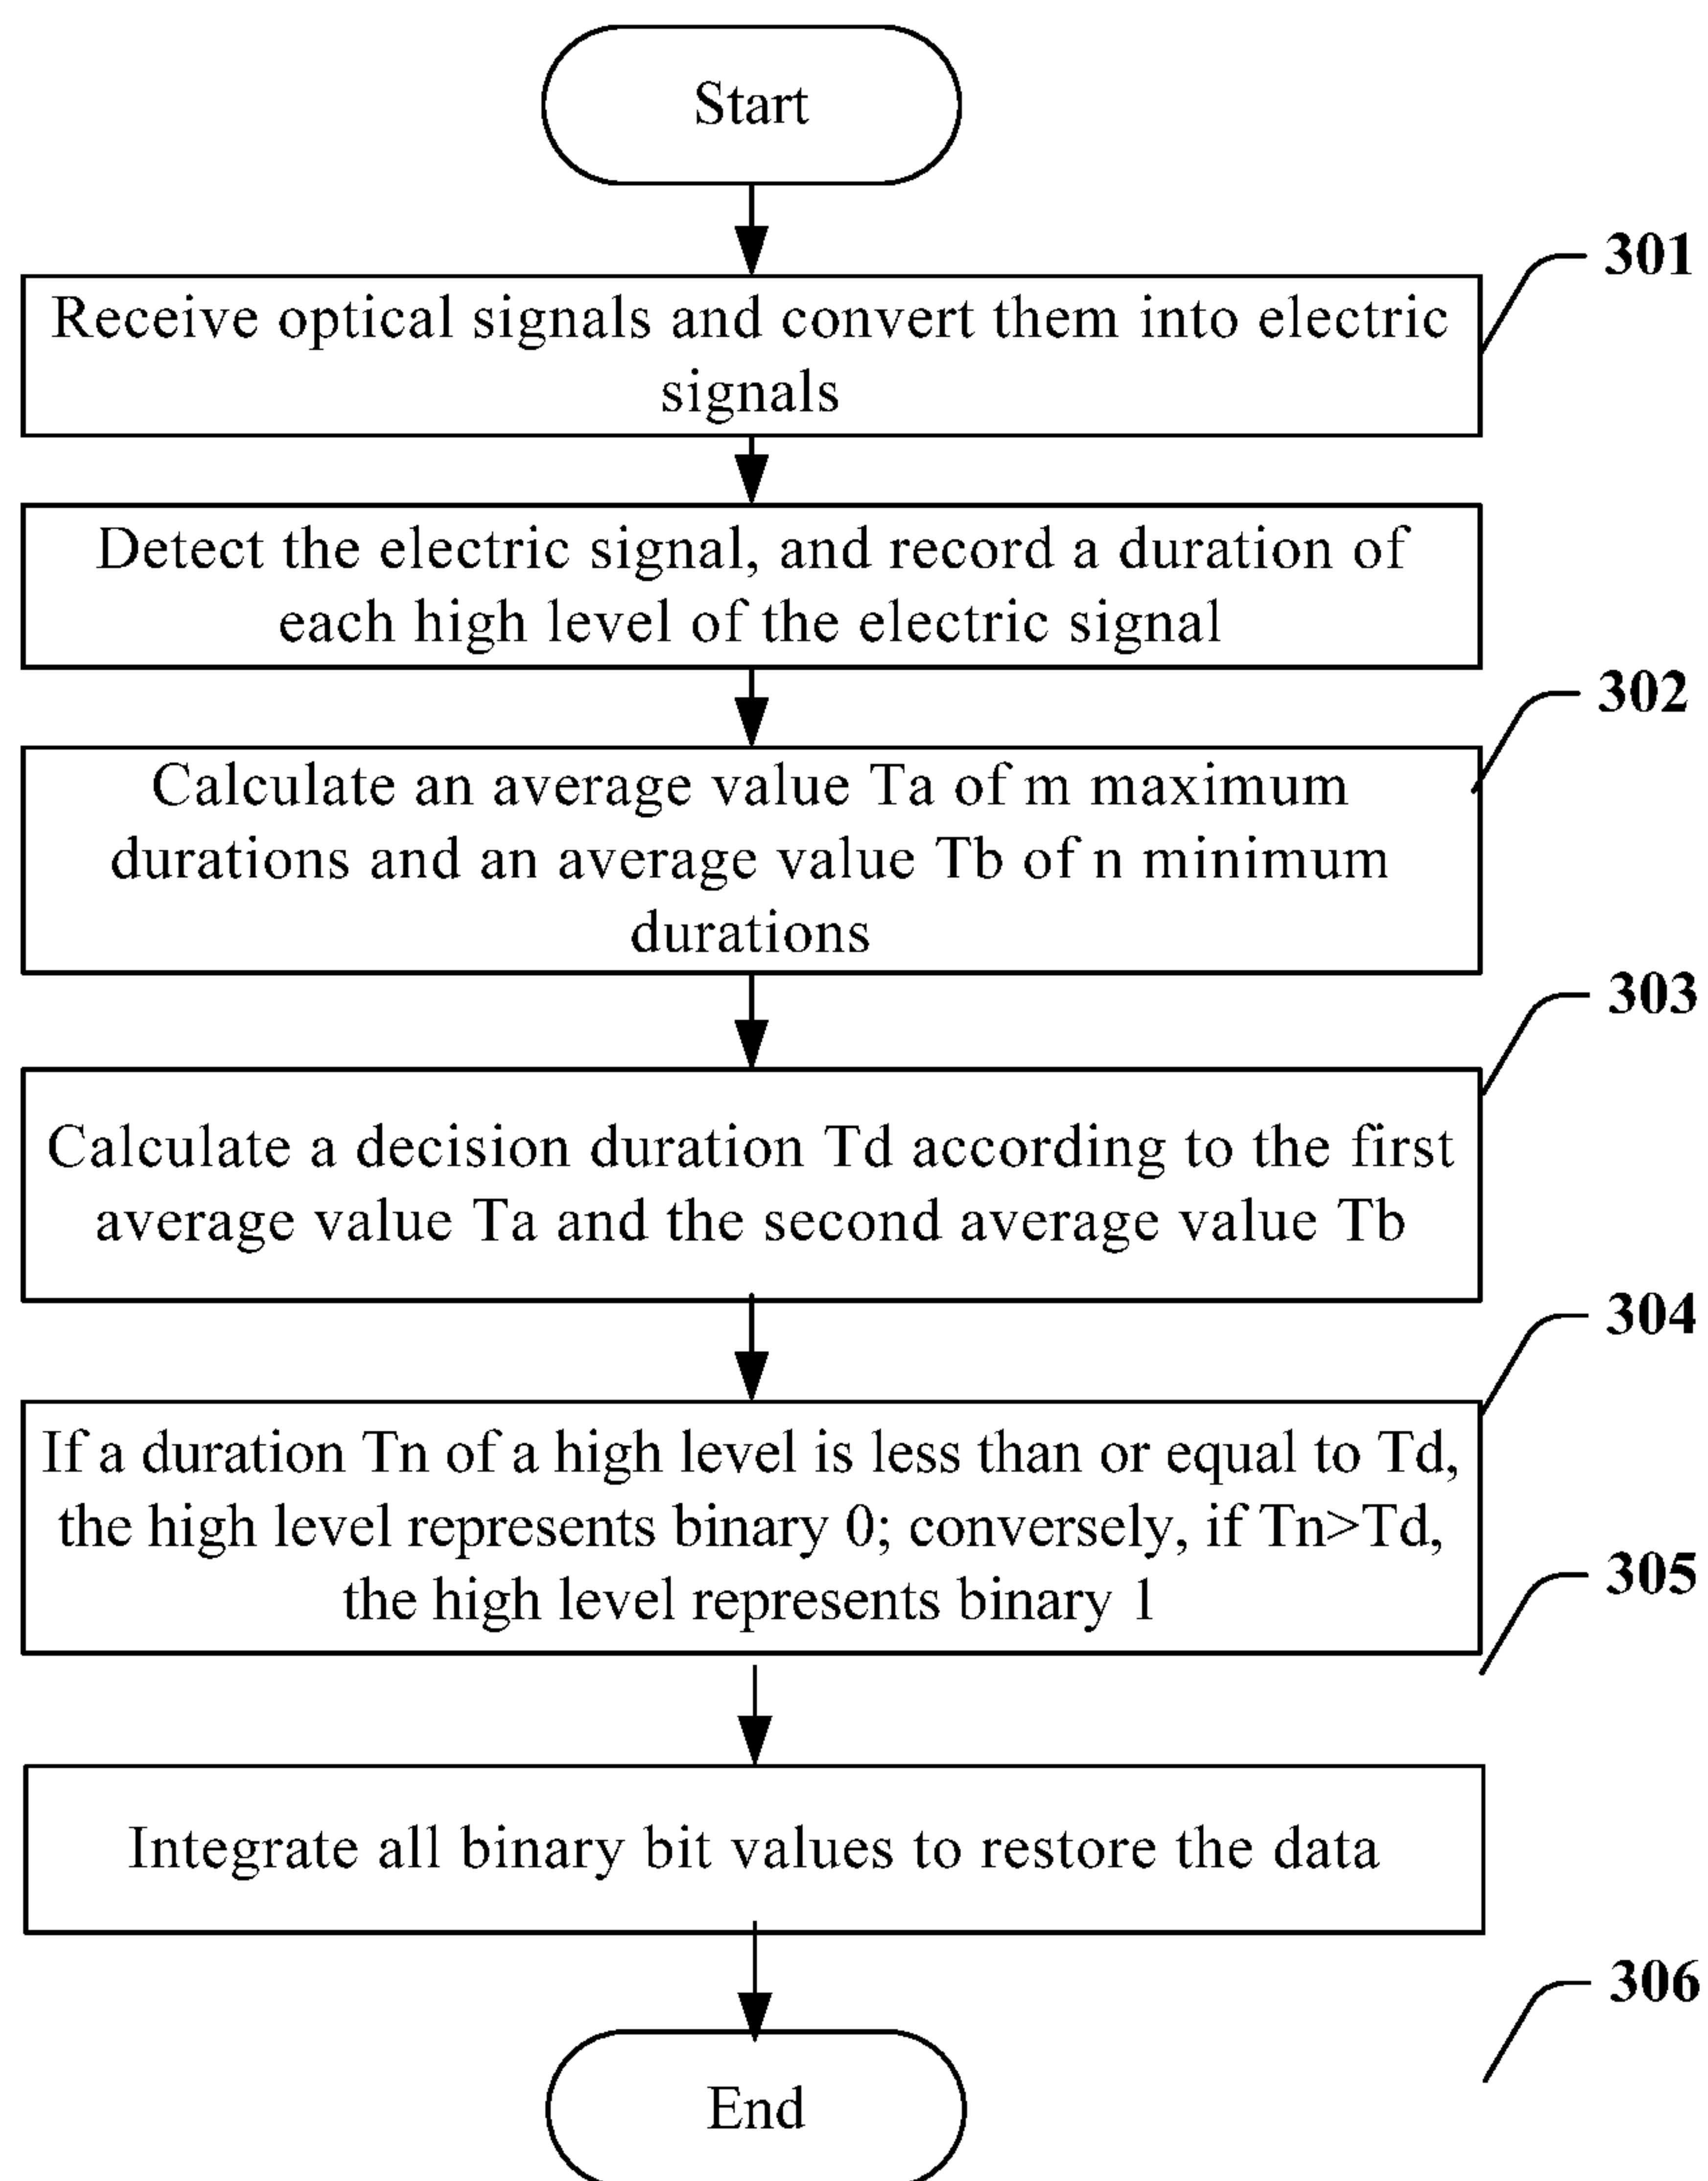 Start
301
Receive optical signals and convert them into electric
signals
Detect the electric signal, and record a duration of
each high level of the electric signal
302
Calculate an average value Ta of m maximum
durations and an average value Tb of n minimum
durations
303
Calculate a decision duration Td according to the first
average value Ta and the second average value Tb
304
If a duration Tn of a high level is less than or equal to Td,
the high level represents binary 0; conversely, if Tn>Td,
the high level represents binary 1
305
Integrate all binary bit values to restore the data
306
End